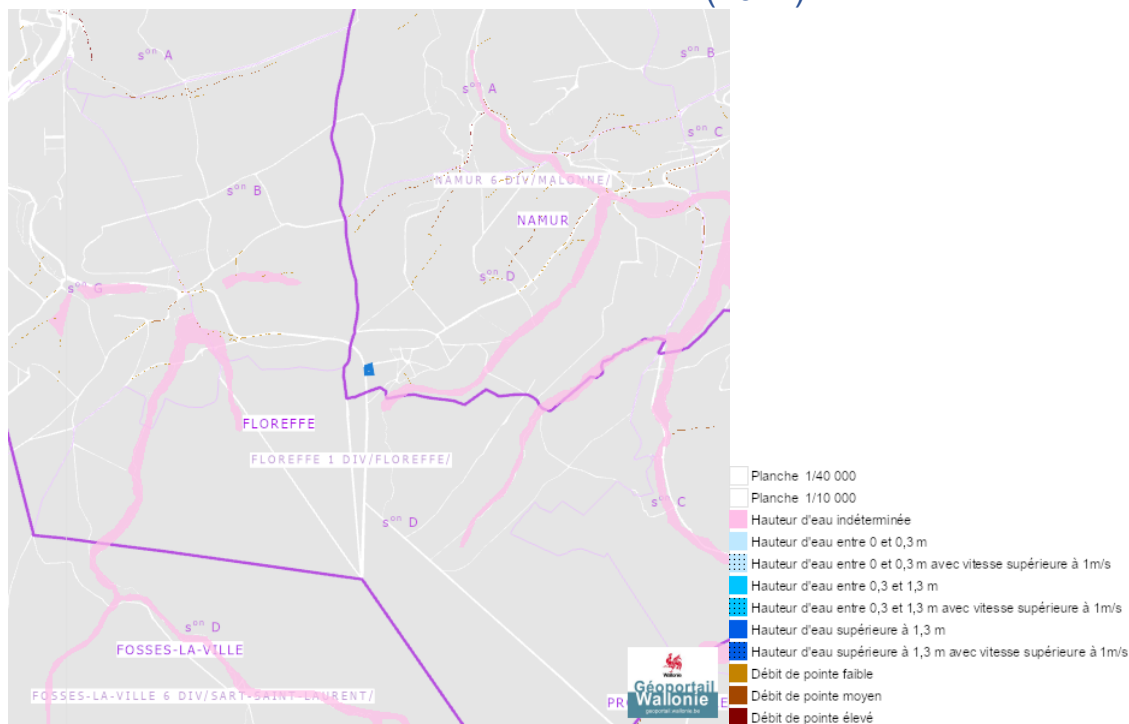 sᵒⁿ A
sᵒⁿ B
sᵒⁿ A
sᵒⁿ C
NAMUR 6 DIV/MALONNE/
sᵒⁿ B
NAMUR
sᵒⁿ D
sᵒⁿ G
FLOREFFE
FLOREFFE 1 DIV/FLOREFFE/
sᵒⁿ C
sᵒⁿ D
sᵒⁿ D
FOSSES-LA-VILLE
FOSSES-LA-VILLE 6 DIV/SART-SAINT-LAURENT/
Wallonie
Géoportail
Wallonie
geoportail.wallonie.be
Planche 1/40 000
Planche 1/10 000
Hauteur d'eau indéterminée
Hauteur d'eau entre 0 et 0,3 m
Hauteur d'eau entre 0 et 0,3 m avec vitesse supérieure à 1m/s
Hauteur d'eau entre 0,3 et 1,3 m
Hauteur d'eau entre 0,3 et 1,3 m avec vitesse supérieure à 1m/s
Hauteur d'eau supérieure à 1,3 m
Hauteur d'eau supérieure à 1,3 m avec vitesse supérieure à 1m/s
Débit de pointe faible
Débit de pointe moyen
Débit de pointe élevé